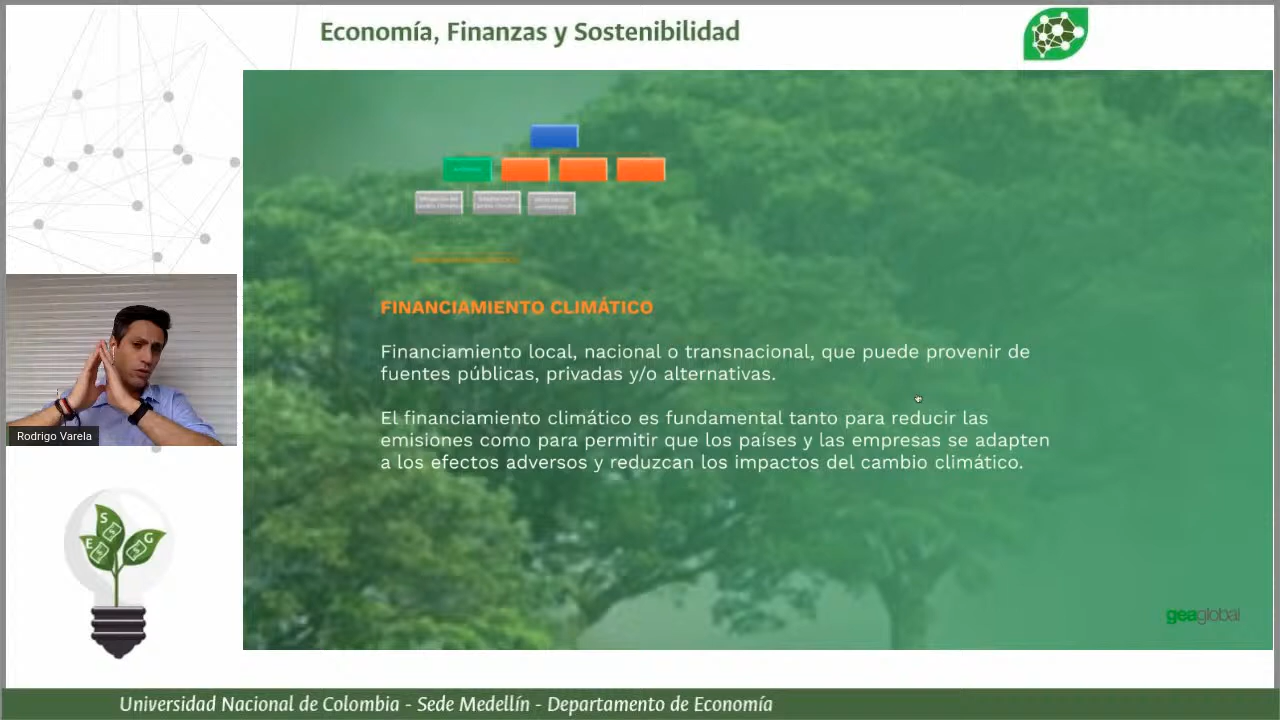 Economía, Finanzas y Sostenibilidad
FINANCIAMIENTO CLIMÁTICO
Financiamiento local, nacional o transnacional, que puede provenir de
fuentes públicas, privadas y/o alternativas.
El financiamiento climático es fundamental tanto para reducir las
emisiones como para permitir que los países y las empresas se adapten
a los efectos adversos y reduzcan los impactos del cambio climático.
Rodrigo Varela
S
E
G
geaglobal
Universidad Nacional de Colombia - Sede Medellín - Departamento de Economía